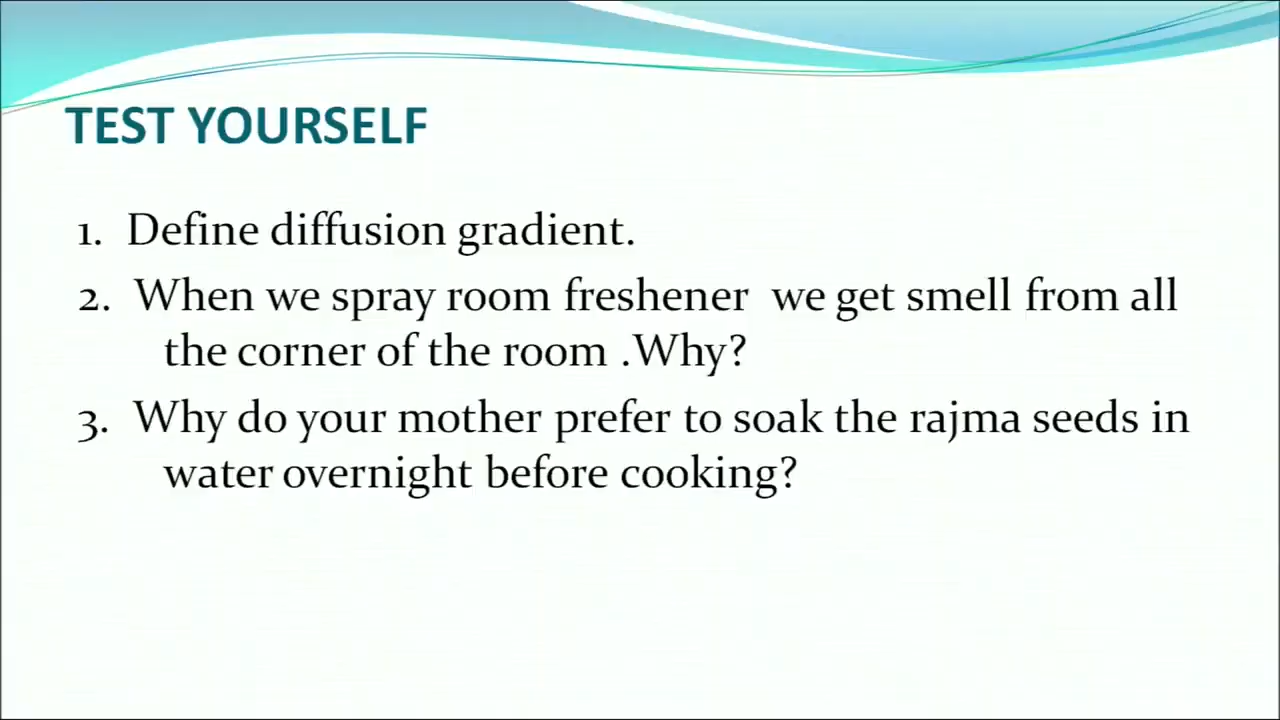 TEST YOURSELF
1. Define diffusion gradient.
2. When we spray room freshener we get smell from all
the corner of the room .Why?
3. Why do your mother prefer to soak the rajma seeds in
water overnight before cooking?